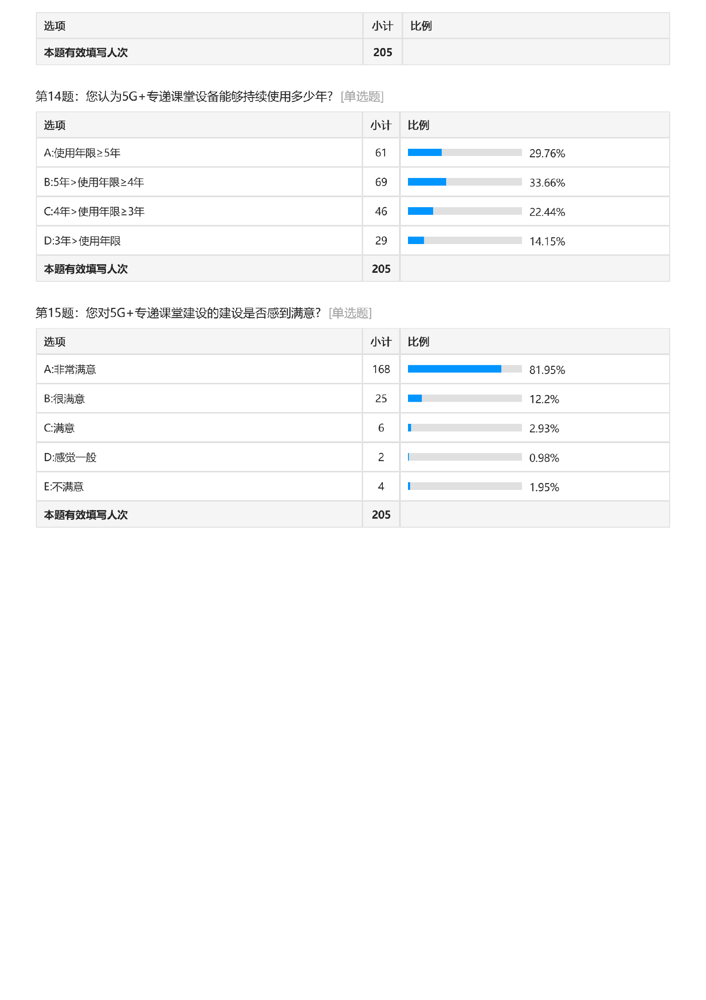 选项 小计 比例
本题有效填写人次 205
第14题：您认为5G+专递课堂设备能够持续使用多少年？ [单选题]
选项 小计 比例
A:使用年限≥5年 61 29.76%
B:5年>使用年限≥4年 69 33.66%
C:4年>使用年限≥3年 46 22.44%
D:3年>使用年限 29 14.15%
本题有效填写人次 205
第15题：您对5G+专递课堂建设的建设是否感到满意？ [单选题]
选项 小计 比例
A:非常满意 168 81.95%
B:很满意 25 12.2%
C:满意 6 2.93%
D:感觉一般 2 0.98%
E:不满意 4 1.95%
本题有效填写人次 205